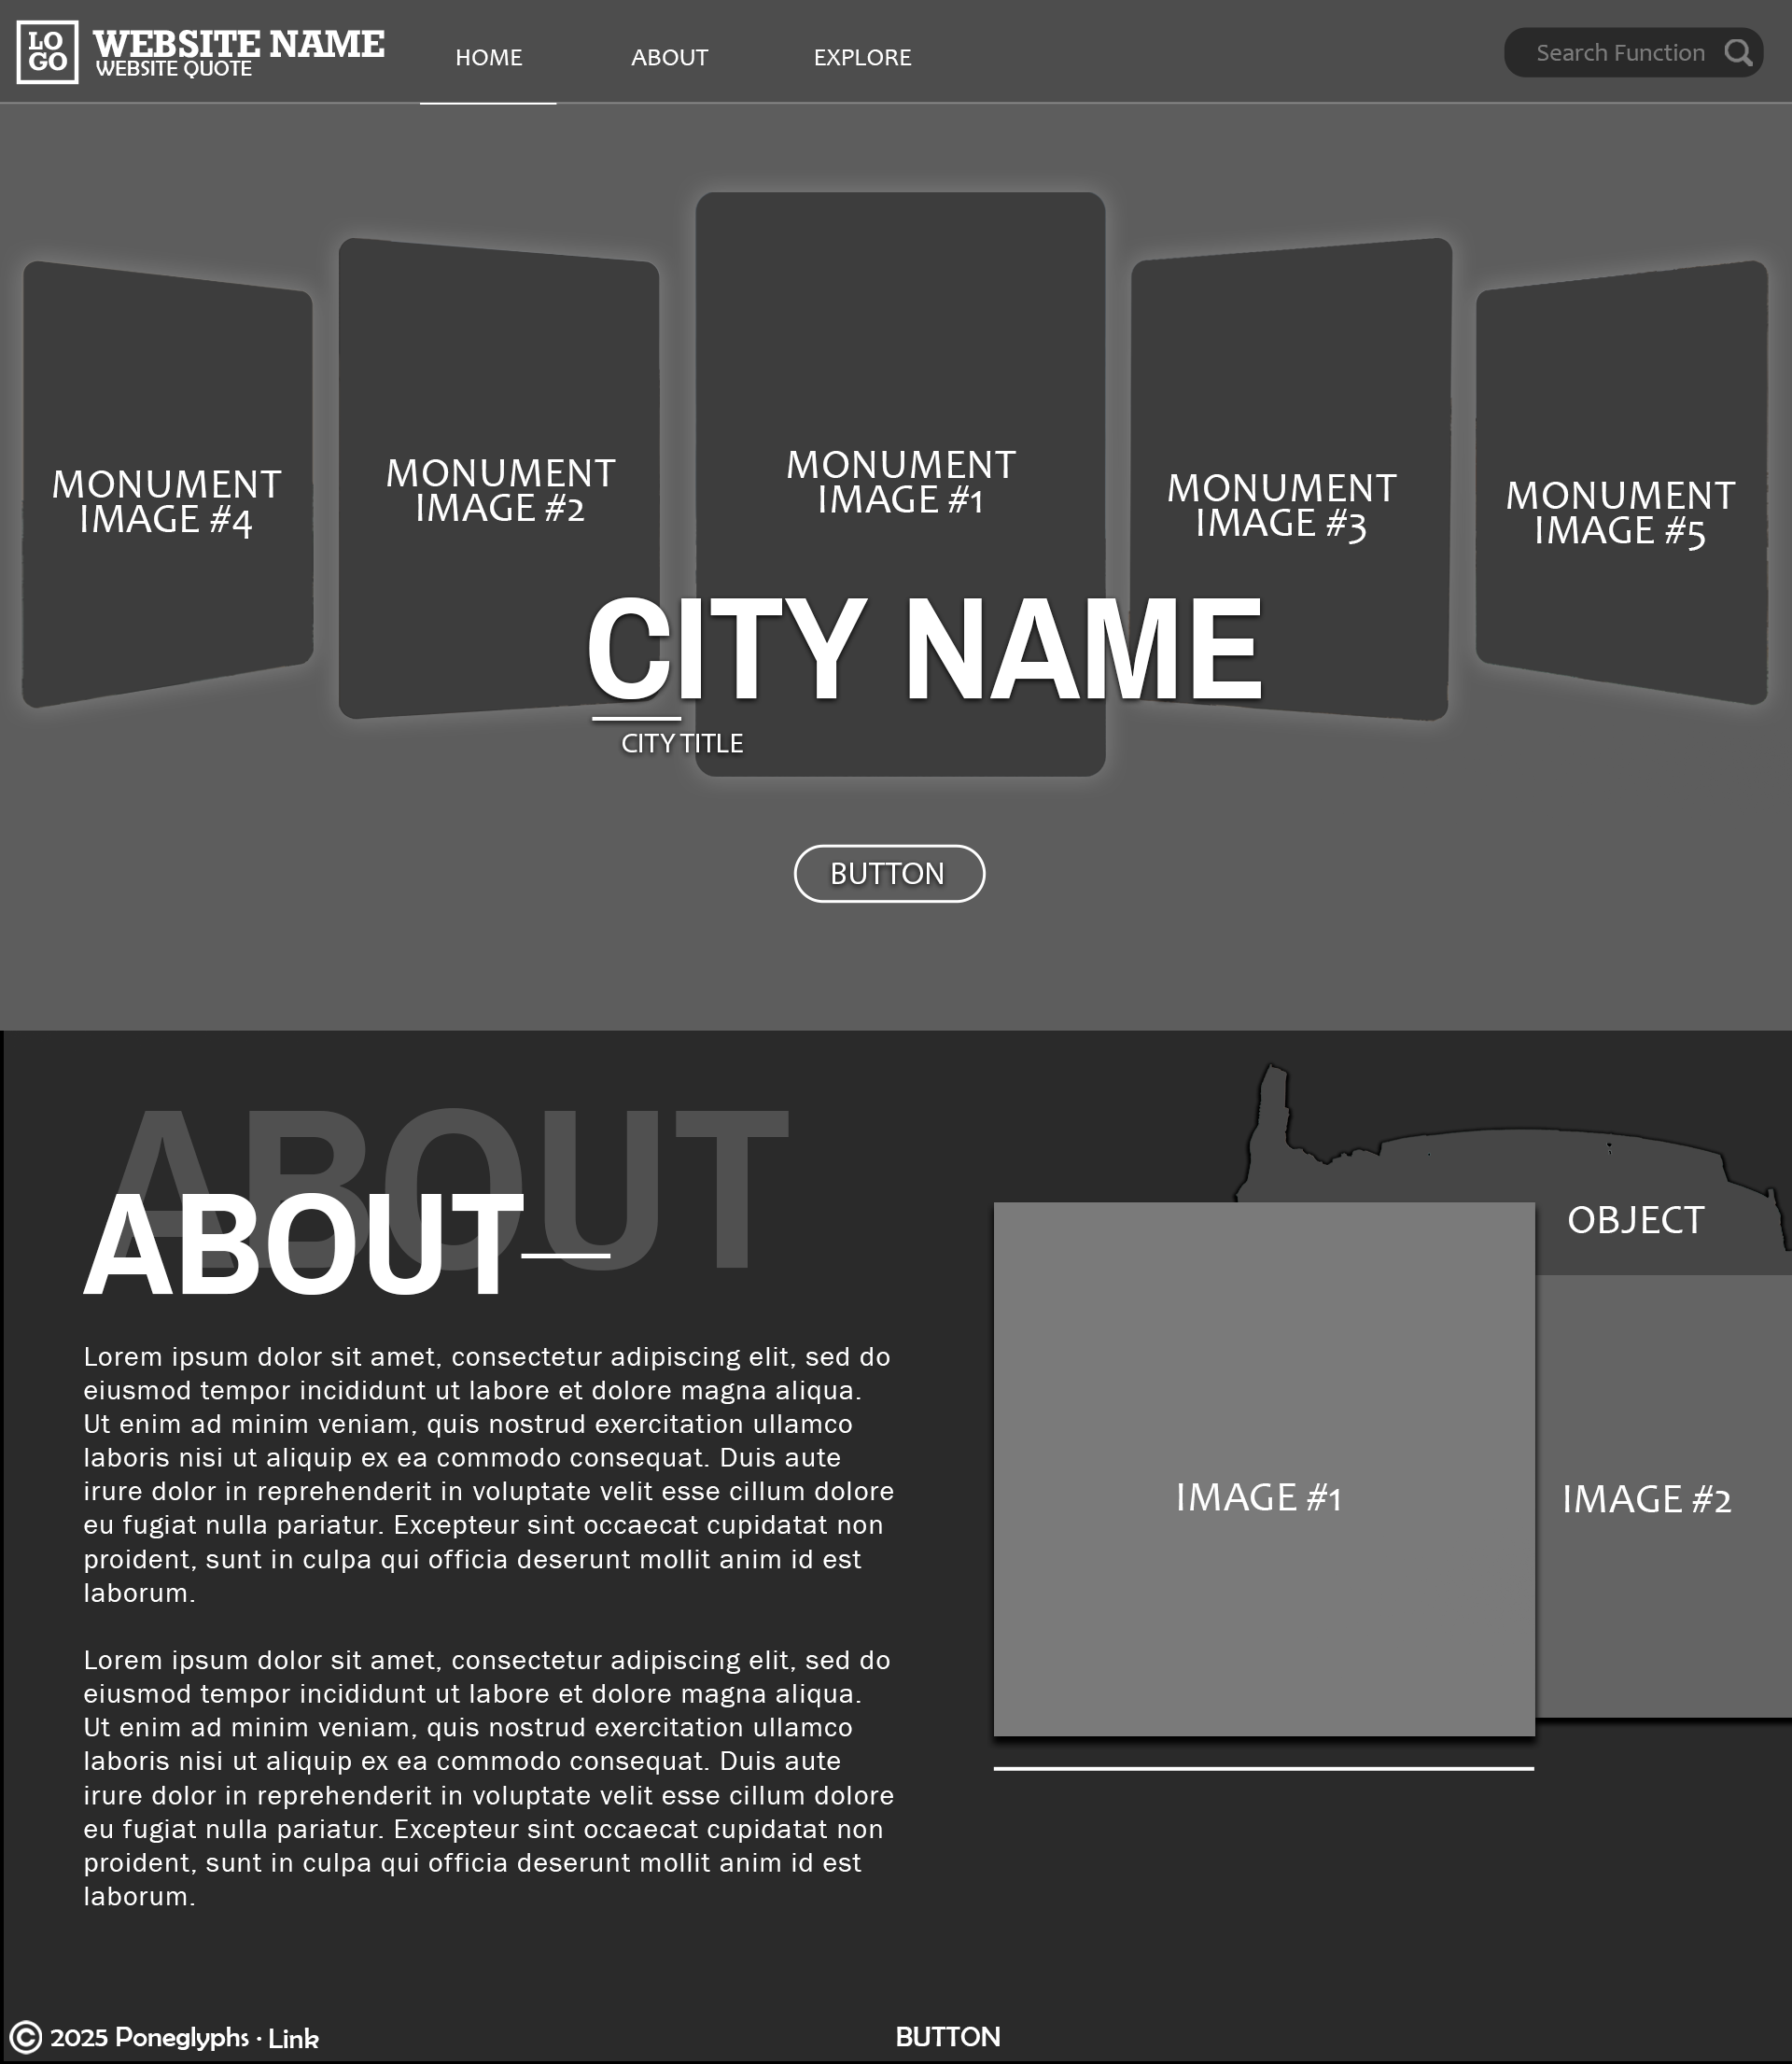 LO
GO
WEBSITE NAME
WEBSITE QUOTE
HOME
ABOUT
EXPLORE
Search Function
MONUMENT
IMAGE #4
MONUMENT
IMAGE #2
MONUMENT
IMAGE #1
MONUMENT
IMAGE #3
MONUMENT
IMAGE #5
CITY NAME
CITY TITLE
BUTTON
ABOUT
ABOUT
Lorem ipsum dolor sit amet, consectetur adipiscing elit, sed do
eiusmod tempor incididunt ut labore et dolore magna aliqua.
Ut enim ad minim veniam, quis nostrud exercitation ullamco
laboris nisi ut aliquip ex ea commodo consequat. Duis aute
irure dolor in reprehenderit in voluptate velit esse cillum dolore
eu fugiat nulla pariatur. Excepteur sint occaecat cupidatat non
proident, sunt in culpa qui officia deserunt mollit anim id est
laborum.
Lorem ipsum dolor sit amet, consectetur adipiscing elit, sed do
eiusmod tempor incididunt ut labore et dolore magna aliqua.
Ut enim ad minim veniam, quis nostrud exercitation ullamco
laboris nisi ut aliquip ex ea commodo consequat. Duis aute
irure dolor in reprehenderit in voluptate velit esse cillum dolore
eu fugiat nulla pariatur. Excepteur sint occaecat cupidatat non
proident, sunt in culpa qui officia deserunt mollit anim id est
laborum.
OBJECT
IMAGE #1
IMAGE #2
© 2025 Poneglyphs · Link
BUTTON